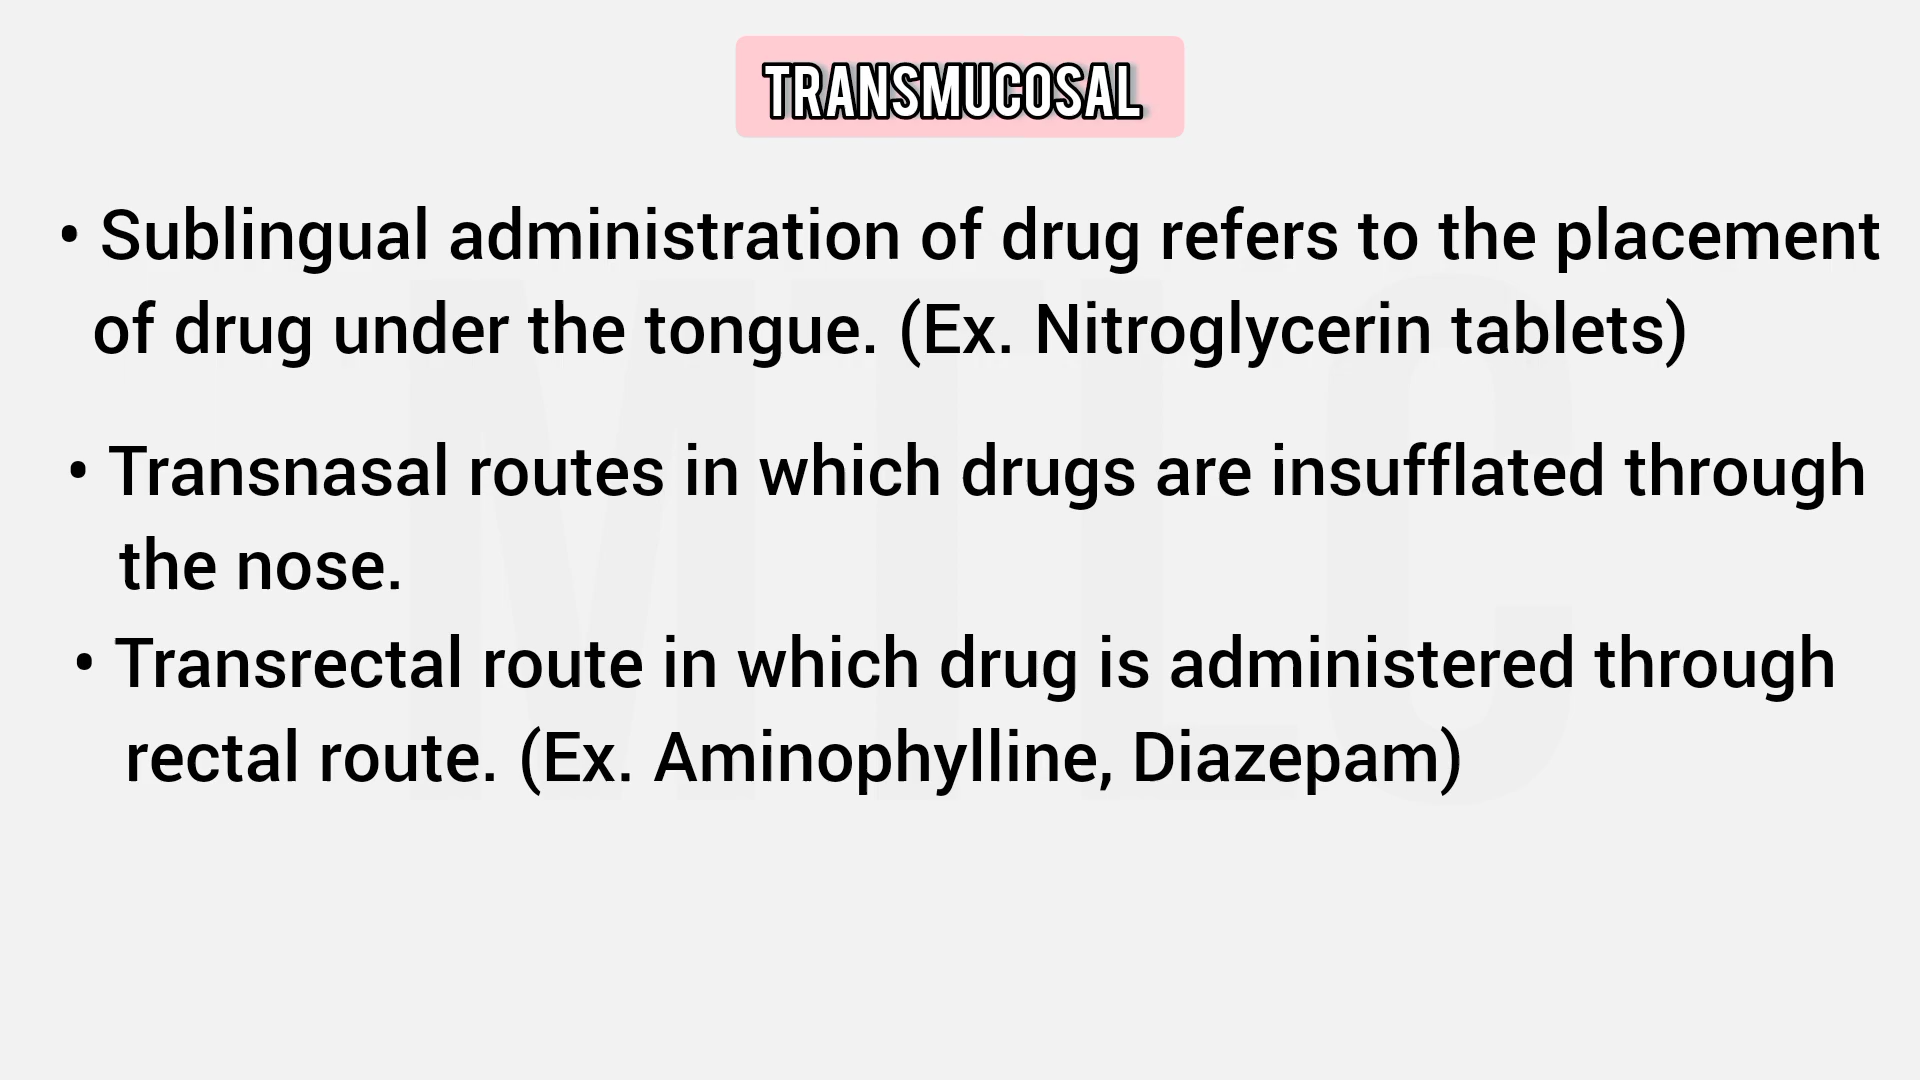 TRANSMUCOSAL
• Sublingual administration of drug refers to the placement
of drug under the tongue. (Ex. Nitroglycerin tablets)
• Transnasal routes in which drugs are insufflated through
the nose.
• Transrectal route in which drug is administered through
rectal route. (Ex. Aminophylline, Diazepam)
MTLC